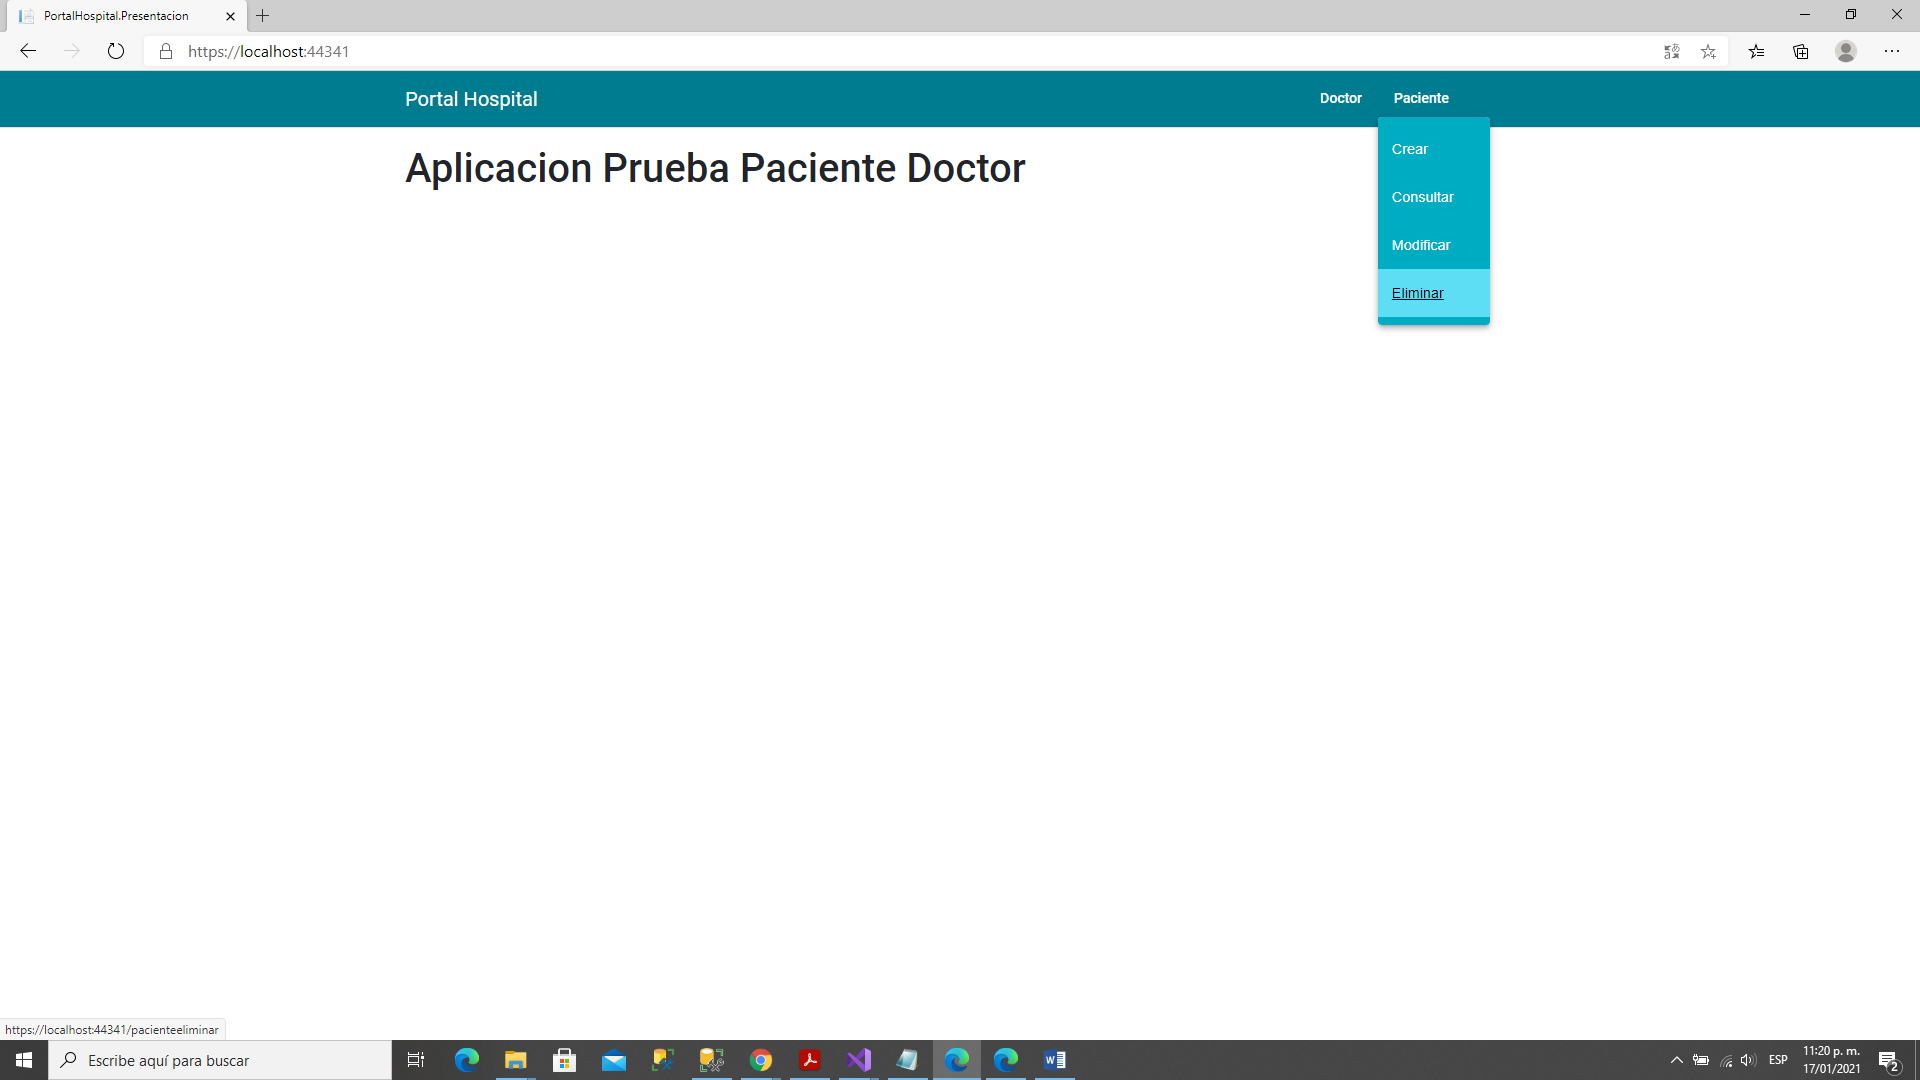 PortalHospital.Presentacion
https://localhost:44341
Portal Hospital
Doctor
Paciente
Aplicacion Prueba Paciente Doctor
Crear
Consultar
Modificar
Eliminar
https://localhost:44341/pacienteeliminar
Escribe aquí para buscar
ESP
11:20 p. m.
17/01/2021
2